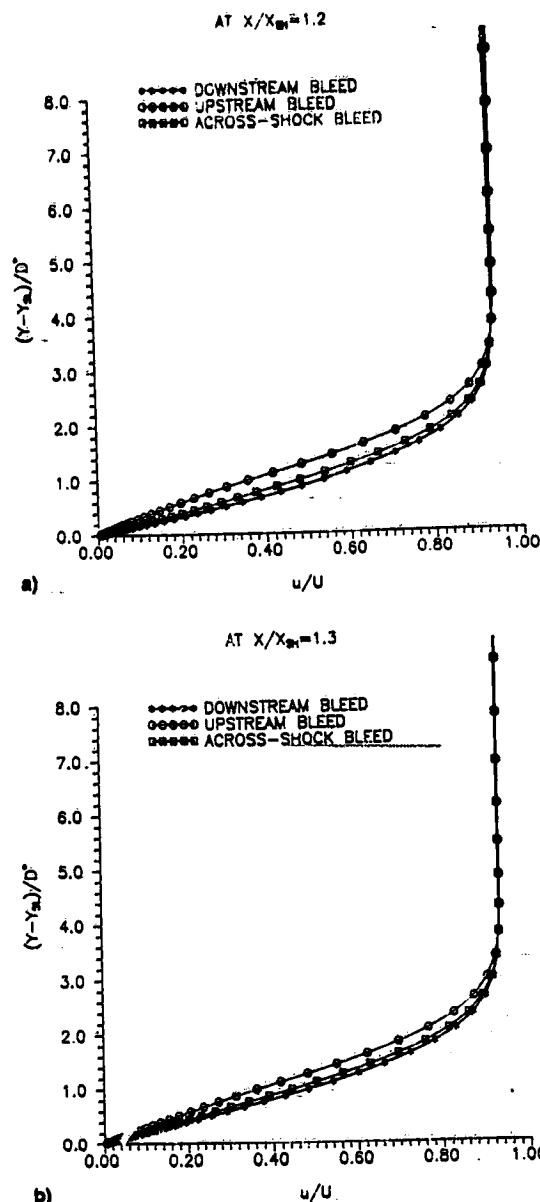 AT X/X_SH=1.2
DOWNSTREAM BLEED
UPSTREAM BLEED
ACROSS-SHOCK BLEED
8.0
7.0
6.0
5.0
4.0
3.0
2.0
1.0
0.0
(Y-Y_SL)/D*
0.00 0.20 0.40 0.60 0.80 1.00
u/U
a)
AT X/X_SH=1.3
DOWNSTREAM BLEED
UPSTREAM BLEED
ACROSS-SHOCK BLEED
8.0
7.0
6.0
5.0
4.0
3.0
2.0
1.0
0.0
(Y-Y_SL)/D*
0.00 0.20 0.40 0.60 0.80 1.00
u/U
b)